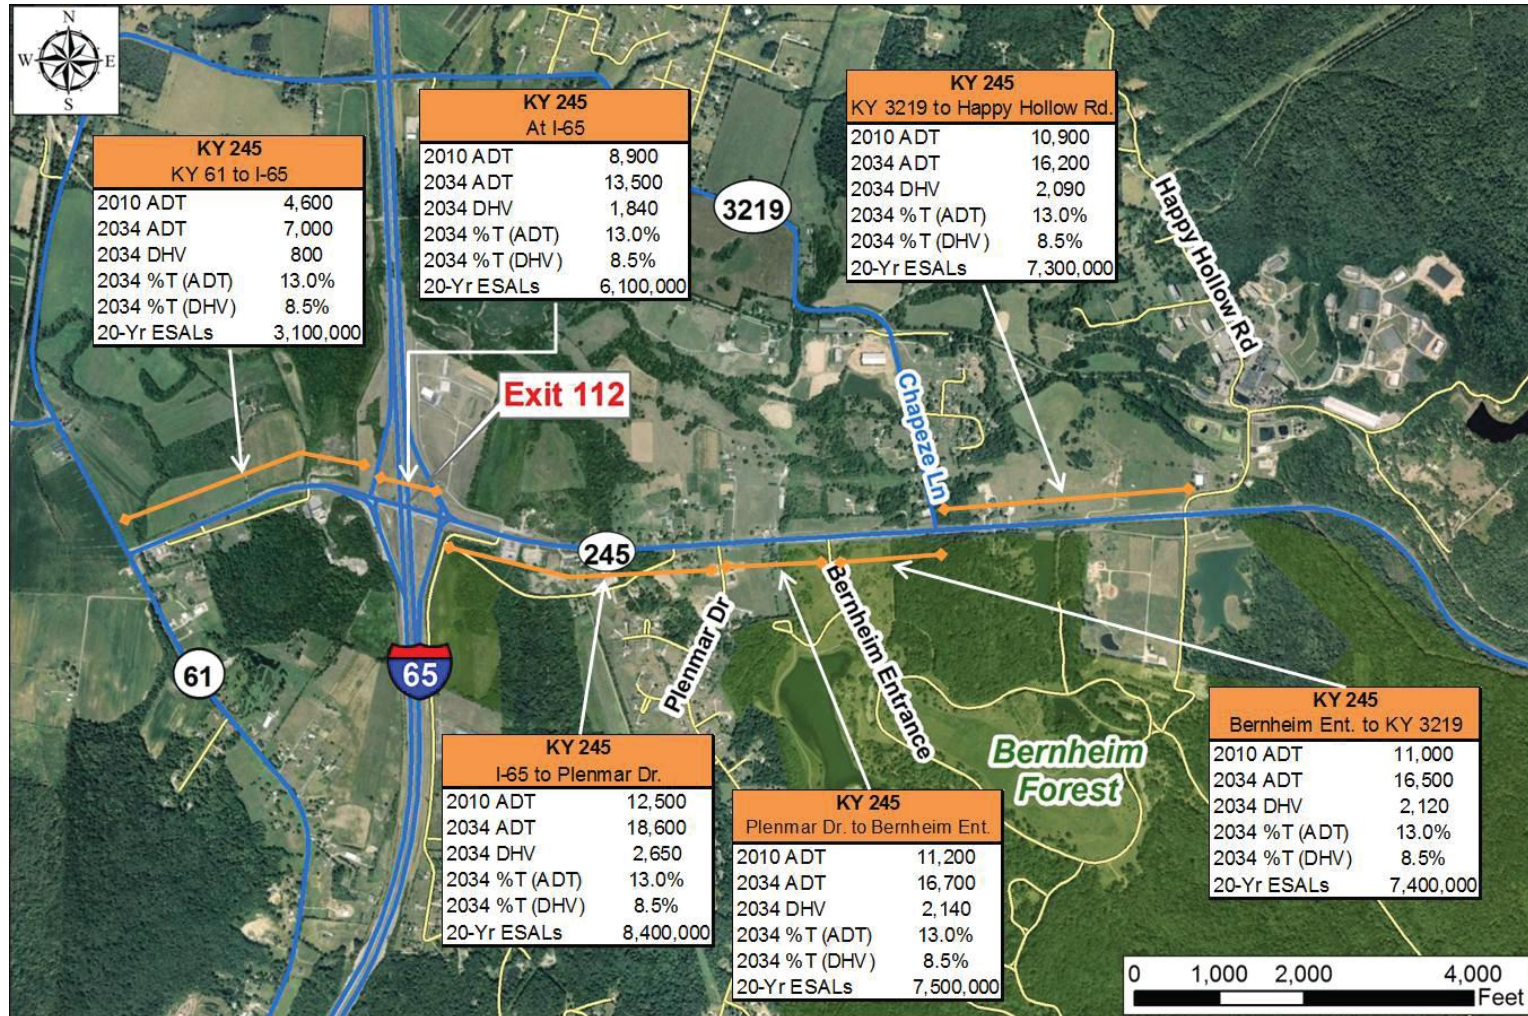 N
W E
S
KY 245
KY 61 to I-65
2010 ADT 4,600
2034 ADT 7,000
2034 DHV 800
2034 %T (ADT) 13.0%
2034 %T (DHV) 8.5%
20-Yr ESALs 3,100,000
KY 245
At I-65
2010 ADT 8,900
2034 ADT 13,500
2034 DHV 1,840
2034 %T (ADT) 13.0%
2034 %T (DHV) 8.5%
20-Yr ESALs 6,100,000
KY 245
KY 3219 to Happy Hollow Rd.
2010 ADT 10,900
2034 ADT 16,200
2034 DHV 2,090
2034 %T (ADT) 13.0%
2034 %T (DHV) 8.5%
20-Yr ESALs 7,300,000
3219
Happy Hollow Rd
Exit 112
Chapeze Ln
245
Plenmar Dr
Bernheim Entrance
61
65
Bernheim
Forest
KY 245
I-65 to Plenmar Dr.
2010 ADT 12,500
2034 ADT 18,600
2034 DHV 2,650
2034 %T (ADT) 13.0%
2034 %T (DHV) 8.5%
20-Yr ESALs 8,400,000
KY 245
Plenmar Dr. to Bernheim Ent.
2010 ADT 11,200
2034 ADT 16,700
2034 DHV 2,140
2034 %T (ADT) 13.0%
2034 %T (DHV) 8.5%
20-Yr ESALs 7,500,000
KY 245
Bernheim Ent. to KY 3219
2010 ADT 11,000
2034 ADT 16,500
2034 DHV 2,120
2034 %T (ADT) 13.0%
2034 %T (DHV) 8.5%
20-Yr ESALs 7,400,000
0 1,000 2,000 4,000
Feet